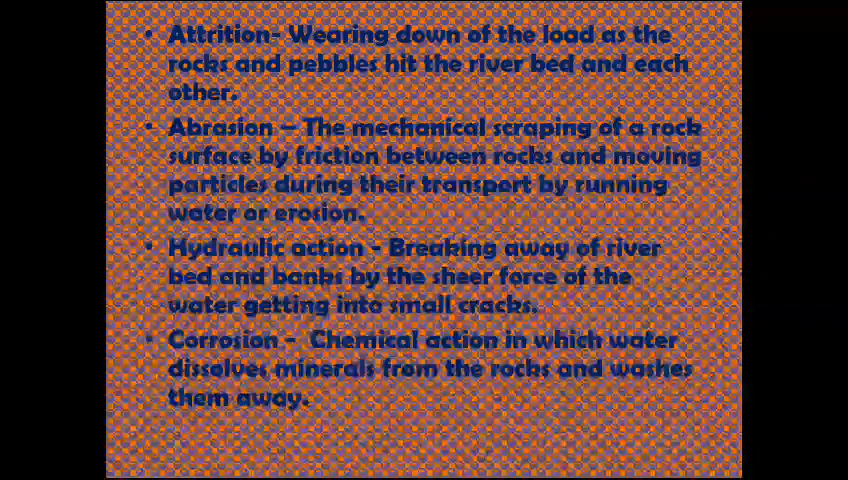 • Attrition- Wearing down of the load as the
rocks and pebbles hit the river bed and each
other.
• Abrasion – The mechanical scraping of a rock
surface by friction between rocks and moving
particles during their transport by running
water or erosion.
• Hydraulic action - Breaking away of river
bed and banks by the sheer force of the
water getting into small cracks.
• Corrosion - Chemical action in which water
dissolves minerals from the rocks and washes
them away.